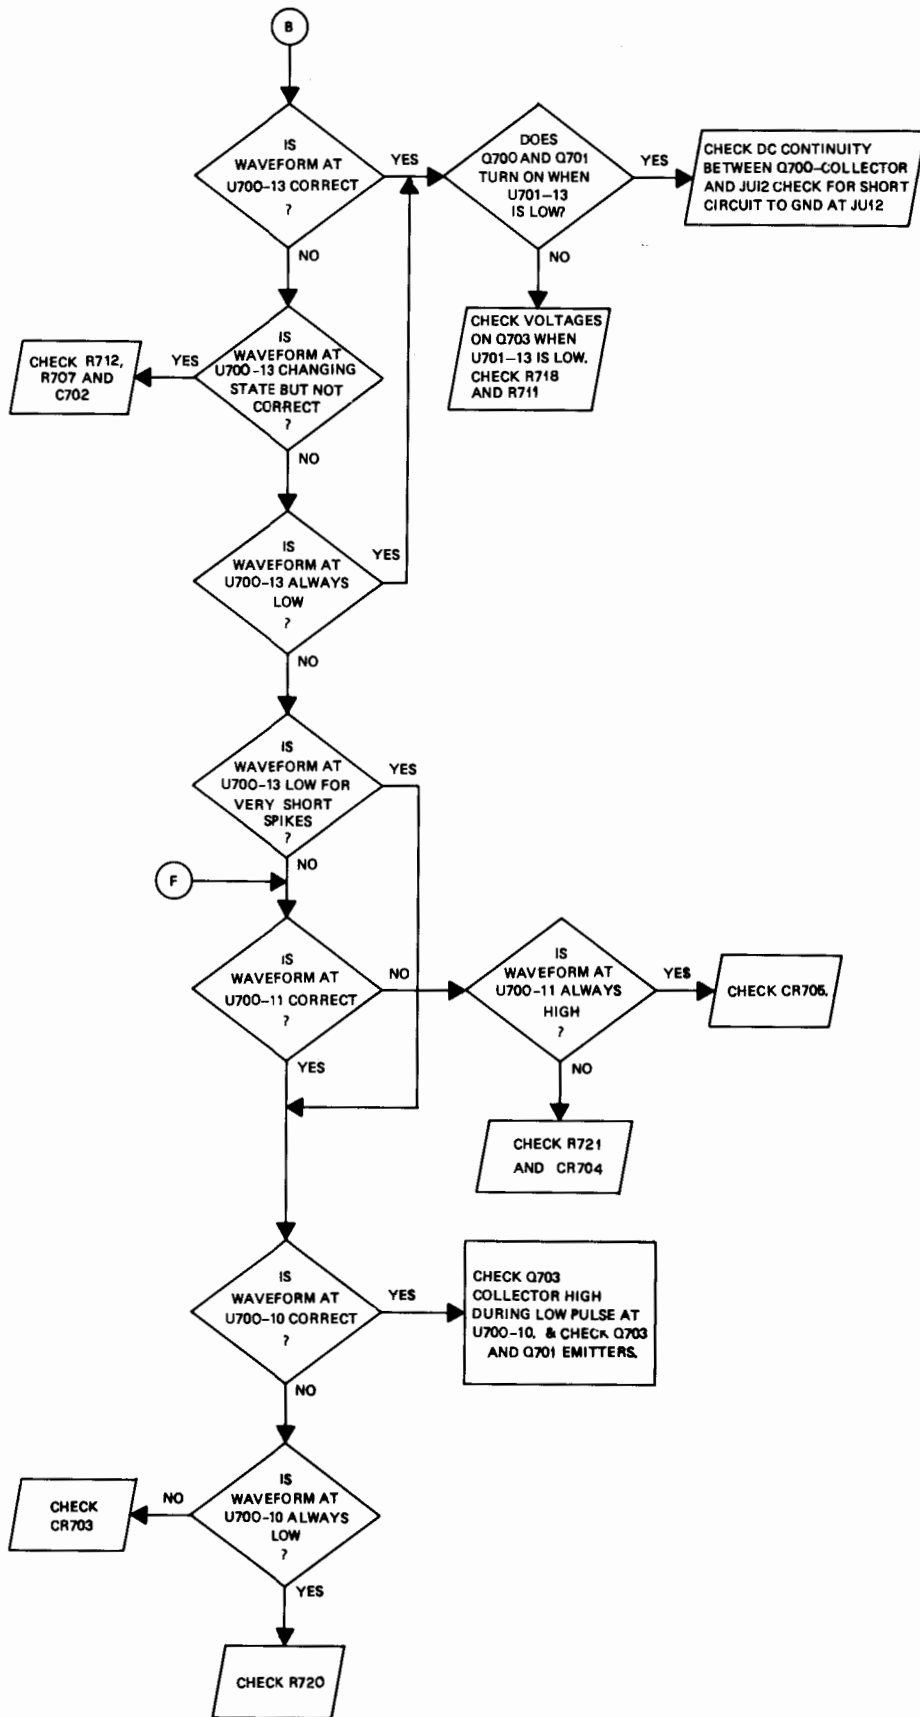 B
IS
WAVEFORM AT
U700-13 CORRECT
?
YES
NO
DOES
Q700 AND Q701
TURN ON WHEN
U701-13
IS LOW?
YES
NO
CHECK DC CONTINUITY
BETWEEN Q700-COLLECTOR
AND JU12 CHECK FOR SHORT
CIRCUIT TO GND AT JU12
CHECK VOLTAGES
ON Q703 WHEN
U701-13 IS LOW.
CHECK R718
AND R711
IS
WAVEFORM AT
U700-13 CHANGING
STATE BUT NOT
CORRECT
?
YES
NO
CHECK R712,
R707 AND
C702
IS
WAVEFORM AT
U700-13 ALWAYS
LOW
?
YES
NO
IS
WAVEFORM AT
U700-13 LOW FOR
VERY SHORT
SPIKES
?
YES
NO
F
IS
WAVEFORM AT
U700-11 CORRECT
?
NO
YES
IS
WAVEFORM AT
U700-11 ALWAYS
HIGH
?
YES
NO
CHECK CR705.
CHECK R721
AND CR704
IS
WAVEFORM AT
U700-10 CORRECT
?
YES
NO
CHECK Q703
COLLECTOR HIGH
DURING LOW PULSE AT
U700-10. & CHECK Q703
AND Q701 EMITTERS.
IS
WAVEFORM AT
U700-10 ALWAYS
LOW
?
NO
YES
CHECK
CR703
CHECK R720